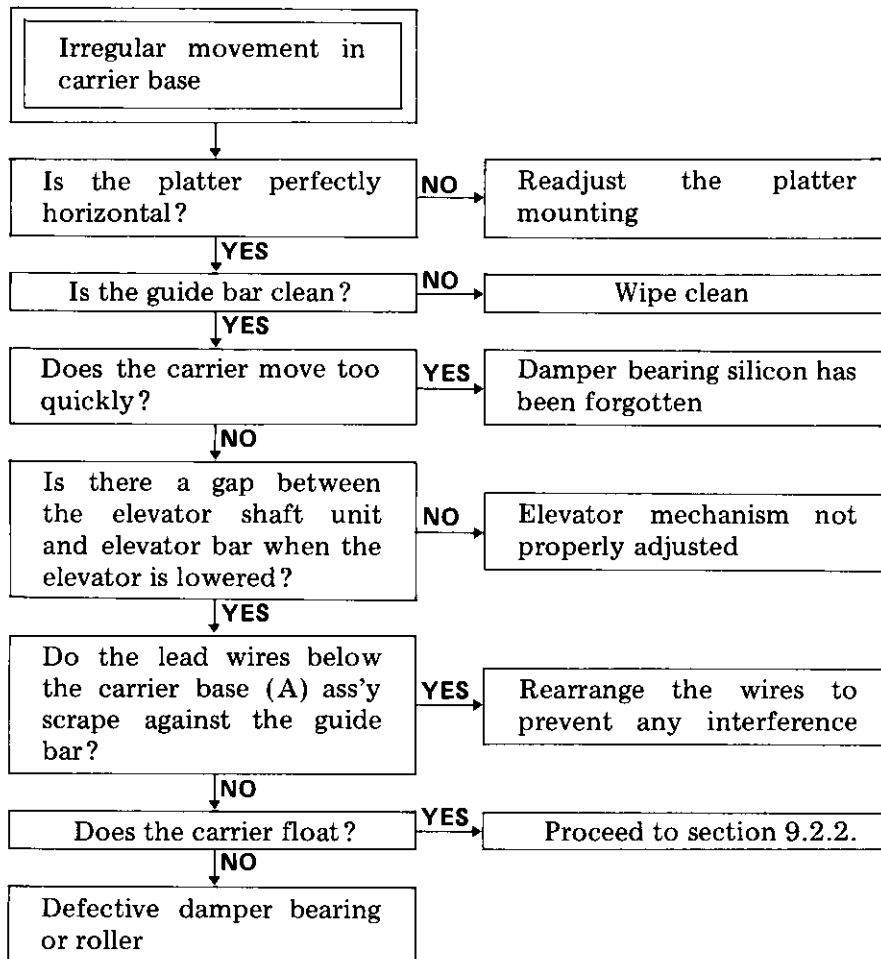 Irregular movement in
carrier base
Is the platter perfectly
horizontal?
NO
Readjust the platter
mounting
YES
Is the guide bar clean?
NO
Wipe clean
YES
Does the carrier move too
quickly?
YES
Damper bearing silicon has
been forgotten
NO
Is there a gap between
the elevator shaft unit
and elevator bar when the
elevator is lowered?
NO
Elevator mechanism not
properly adjusted
YES
Do the lead wires below
the carrier base (A) ass'y
scrape against the guide
bar?
YES
Rearrange the wires to
prevent any interference
NO
Does the carrier float?
YES
Proceed to section 9.2.2.
NO
Defective damper bearing
or roller